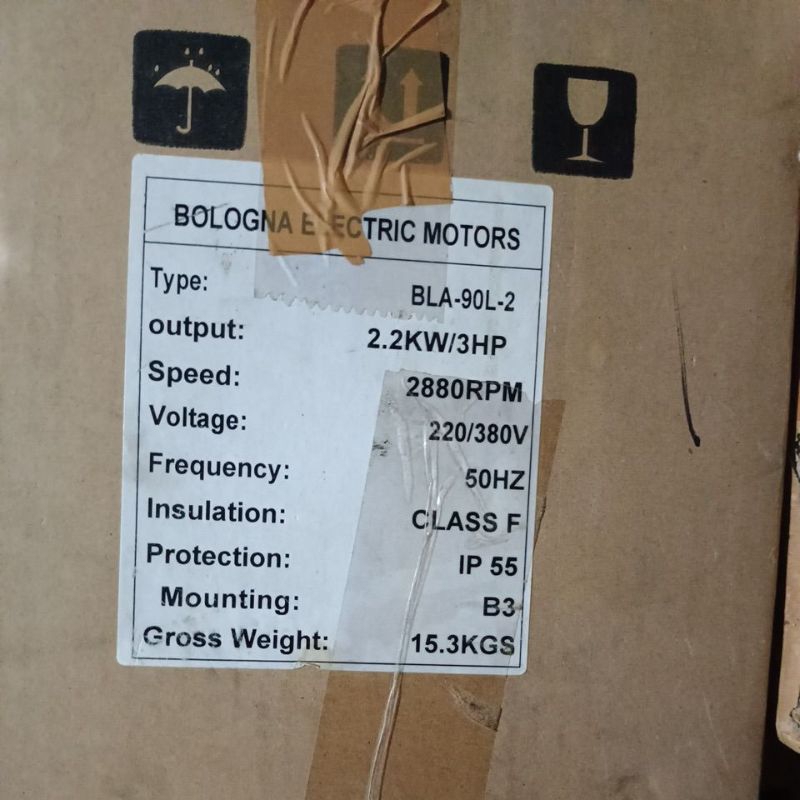 BOLOGNA ELECTRIC MOTORS
Type: BLA-90L-2
output: 2.2KW/3HP
Speed: 2880RPM
Voltage: 220/380V
Frequency: 50HZ
Insulation: CLASS F
Protection: IP 55
Mounting: B3
Gross Weight: 15.3KGS